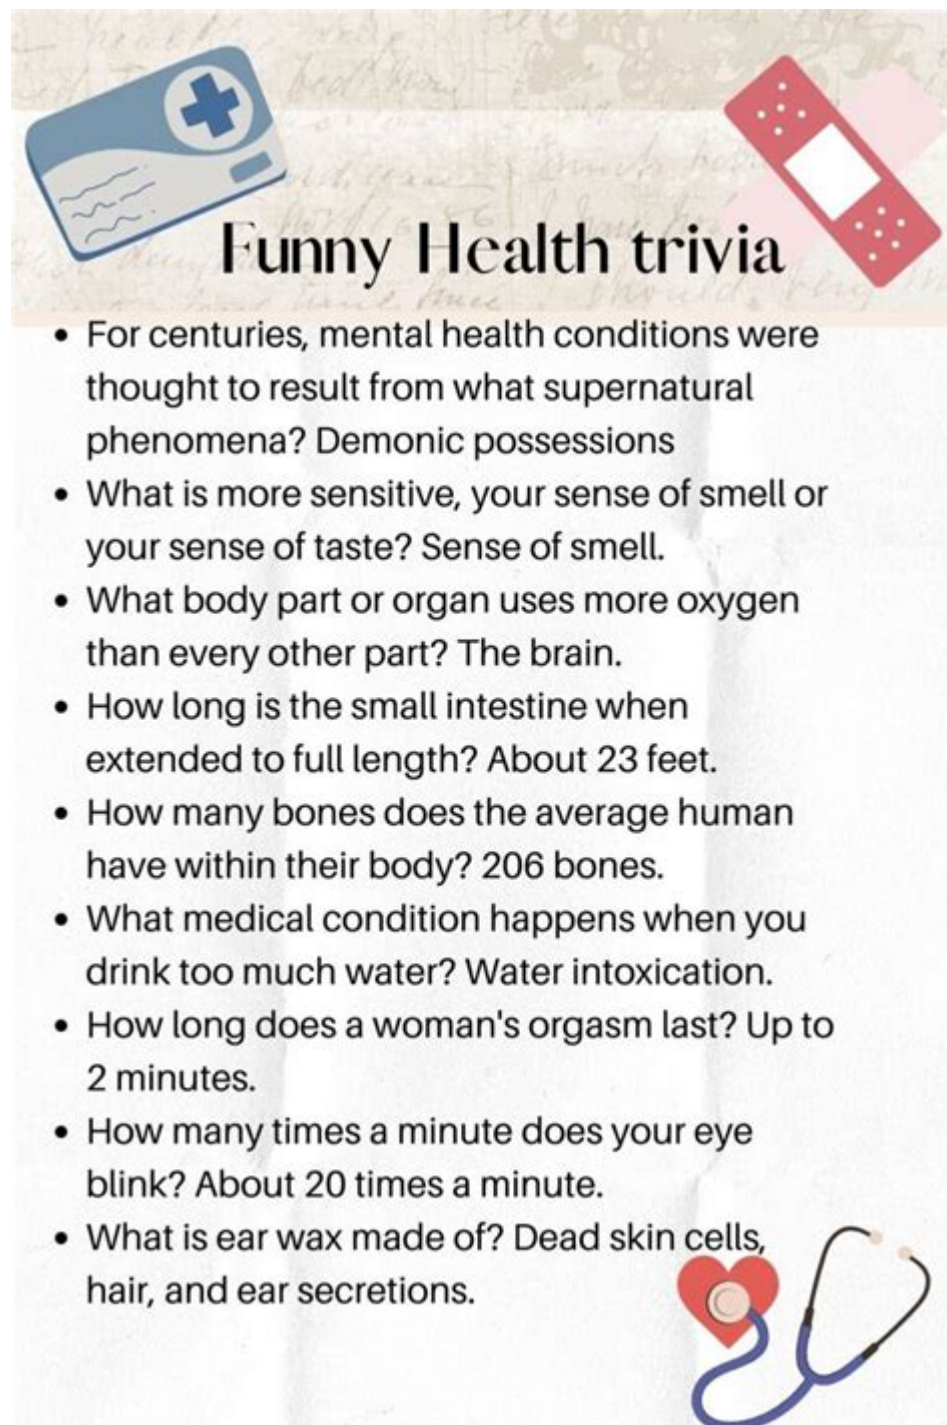 Funny Health trivia
• For centuries, mental health conditions were
thought to result from what supernatural
phenomena? Demonic possessions
• What is more sensitive, your sense of smell or
your sense of taste? Sense of smell.
• What body part or organ uses more oxygen
than every other part? The brain.
• How long is the small intestine when
extended to full length? About 23 feet.
• How many bones does the average human
have within their body? 206 bones.
• What medical condition happens when you
drink too much water? Water intoxication.
• How long does a woman's orgasm last? Up to
2 minutes.
• How many times a minute does your eye
blink? About 20 times a minute.
• What is ear wax made of? Dead skin cells,
hair, and ear secretions.